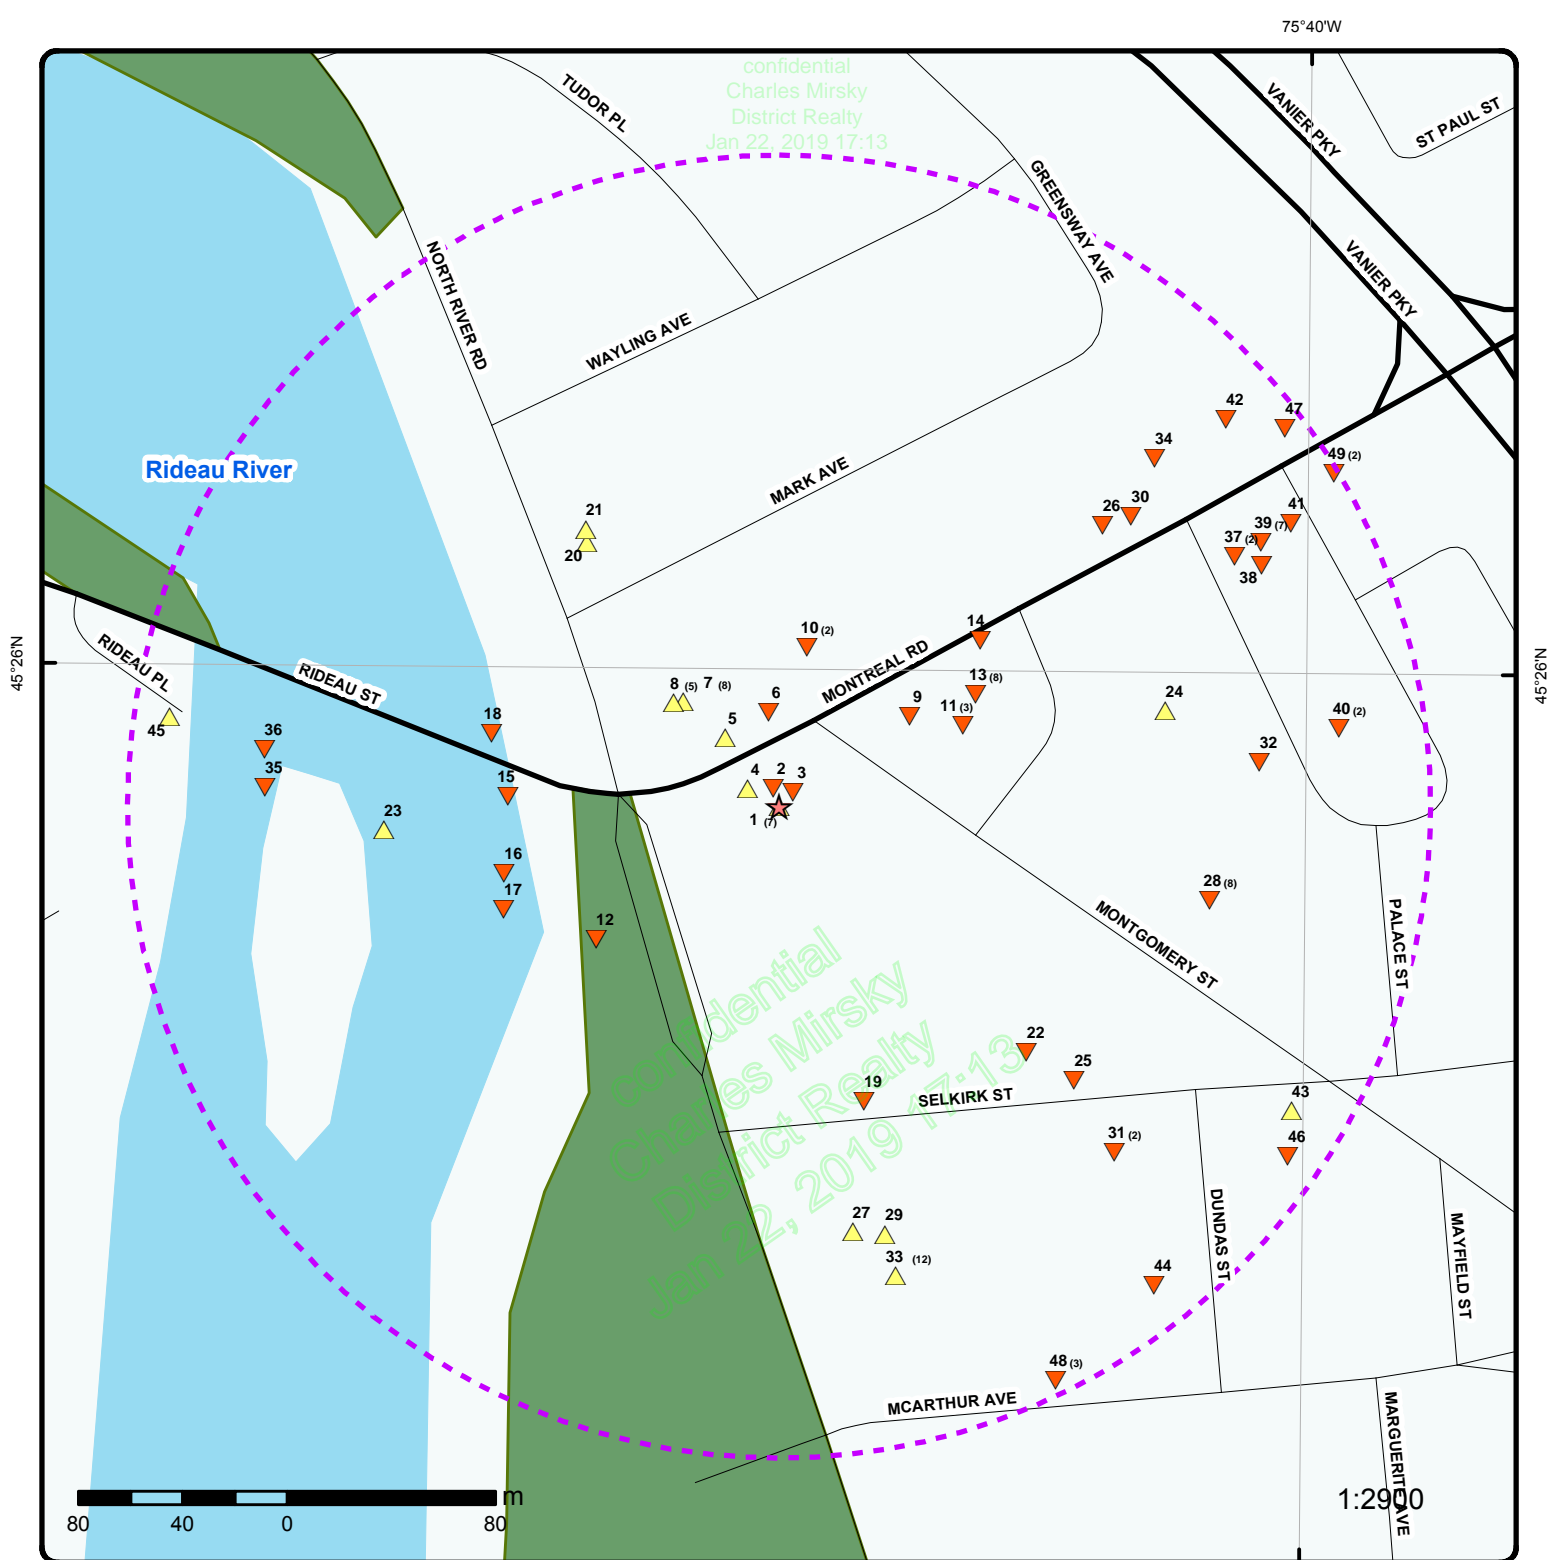 75°40'W
confidential
Charles Mirsky
District Realty
Jan 22, 2019 17:13
TUDOR PL
VANIER PKY
ST PAUL ST
GREENSWAY AVE
NORTH RIVER RD
VANIER PKY
WAYLING AVE
42
47
34
49 (2)
Rideau River
MARK AVE
21
20
26
30
41
39 (7)
37 (2)
38
10 (2)
14
45°26'N
45°26'N
RIDEAU PL
RIDEAU ST
MONTREAL RD
8 (5)
7 (8)
6
13 (8)
9
11 (3)
24
40 (2)
45
18
5
36
32
35
15
4
2
3
1 (7)
23
16
17
28 (8)
12
MONTGOMERY ST
PALACE ST
confidential
Charles Mirsky
District Realty
Jan 22, 2019 17:13
22
25
19
SELKIRK ST
43
31 (2)
46
27
29
33 (12)
DUNDAS ST
MAYFIELD ST
44
48 (3)
MCARTHUR AVE
MARGUERITE AVE
m
80
40
0
80
1:2900